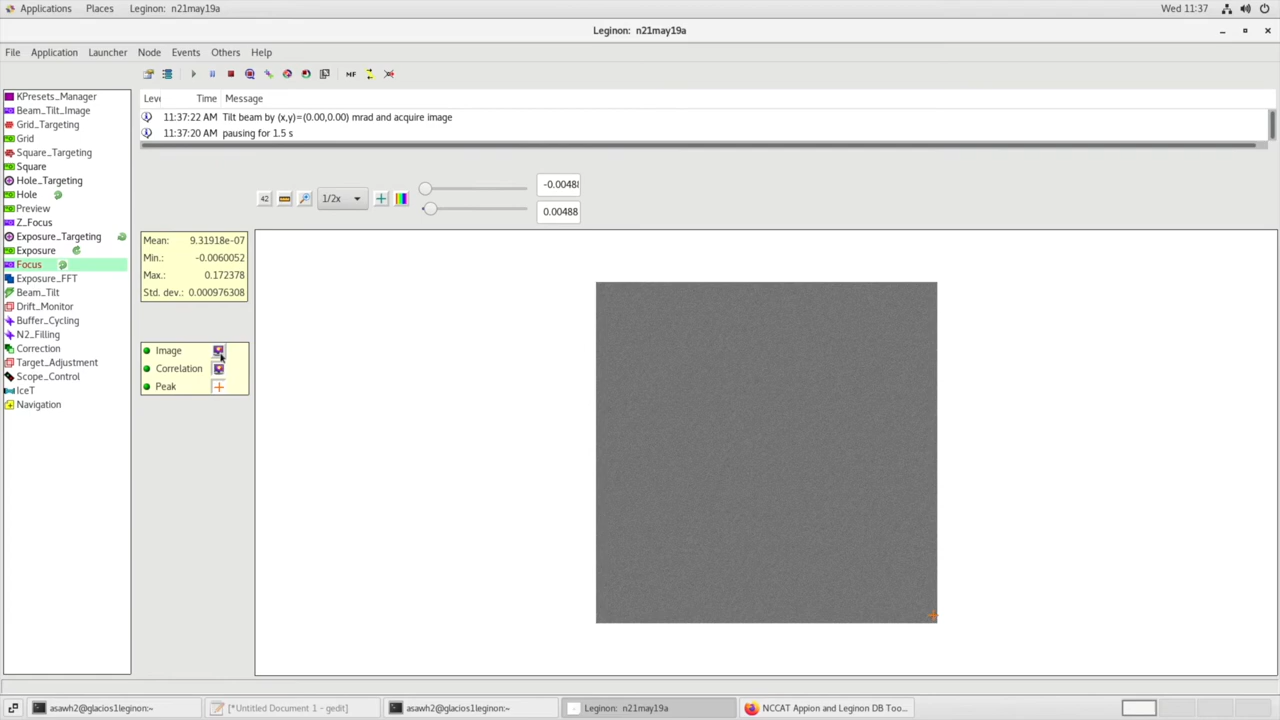 Applications Places Leginon: n21may19a Wed 11:37
Leginon: n21may19a
File Application Launcher Node Events Others Help
MF
KPresets_Manager
Beam_Tilt_Image
Grid_Targeting
Grid
Square_Targeting
Square
Hole_Targeting
Hole
Preview
Z_Focus
Exposure_Targeting
Exposure
Focus
Exposure_FFT
Beam_Tilt
Drift_Monitor
Buffer_Cycling
N2_Filling
Correction
Target_Adjustment
Scope_Control
IceT
Navigation
Leve Time Message
11:37:22 AM Tilt beam by (x,y)=(0.00,0.00) mrad and acquire image
11:37:20 AM pausing for 1.5 s
42 1/2x -0.0048
0.00488
Mean: 9.31918e-07
Min.: -0.0060052
Max.: 0.172378
Std. dev.: 0.000976308
Image
Correlation
Peak
asawh2@glacios1leginon:~ [*Untitled Document 1 - gedit] asawh2@glacios1leginon:~ Leginon: n21may19a NCCAT Appion and Leginon DB Too...